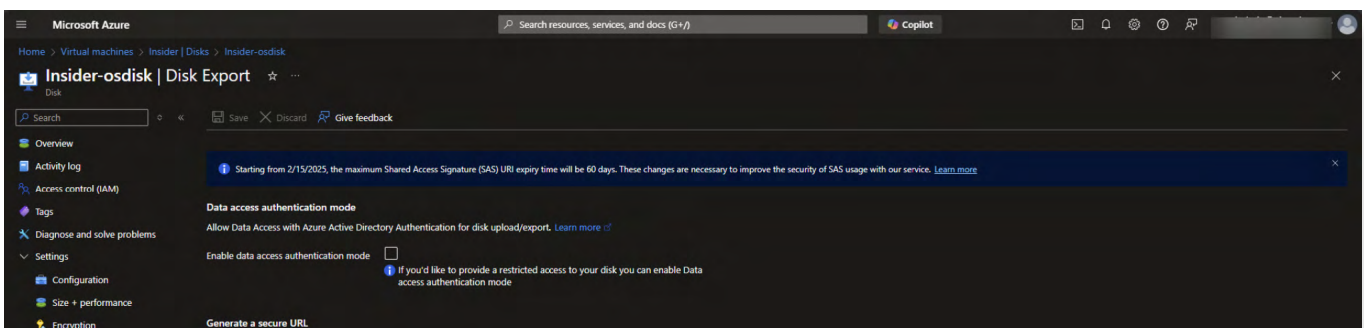 Microsoft Azure
Search resources, services, and docs (G+/)
Copilot
Home > Virtual machines > Insider | Disks > Insider-osdisk
Insider-osdisk | Disk Export
Disk
Search
Save
Discard
Give feedback
Overview
Activity log
Access control (IAM)
Tags
Diagnose and solve problems
Settings
Configuration
Size + performance
Encryption
Starting from 2/15/2025, the maximum Shared Access Signature (SAS) URI expiry time will be 60 days. These changes are necessary to improve the security of SAS usage with our service. Learn more
Data access authentication mode
Allow Data Access with Azure Active Directory Authentication for disk upload/export. Learn more
Enable data access authentication mode
If you'd like to provide a restricted access to your disk you can enable Data
access authentication mode
Generate a secure URL